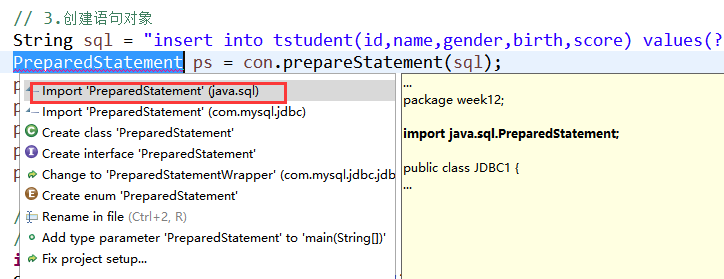 // 3.创建语句对象
String sql = "insert into tstudent(id,name,gender,birth,score) values(?
PreparedStatement ps = con.prepareStatement(sql);
Import 'PreparedStatement' (java.sql)
Import 'PreparedStatement' (com.mysql.jdbc)
Create class 'PreparedStatement'
Create interface 'PreparedStatement'
Change to 'PreparedStatementWrapper' (com.mysql.jdbc.jdb
Create enum 'PreparedStatement'
Rename in file (Ctrl+2, R)
Add type parameter 'PreparedStatement' to 'main(String[])'
Fix project setup...
...
package week12;
import java.sql.PreparedStatement;
public class JDBC1 {
...